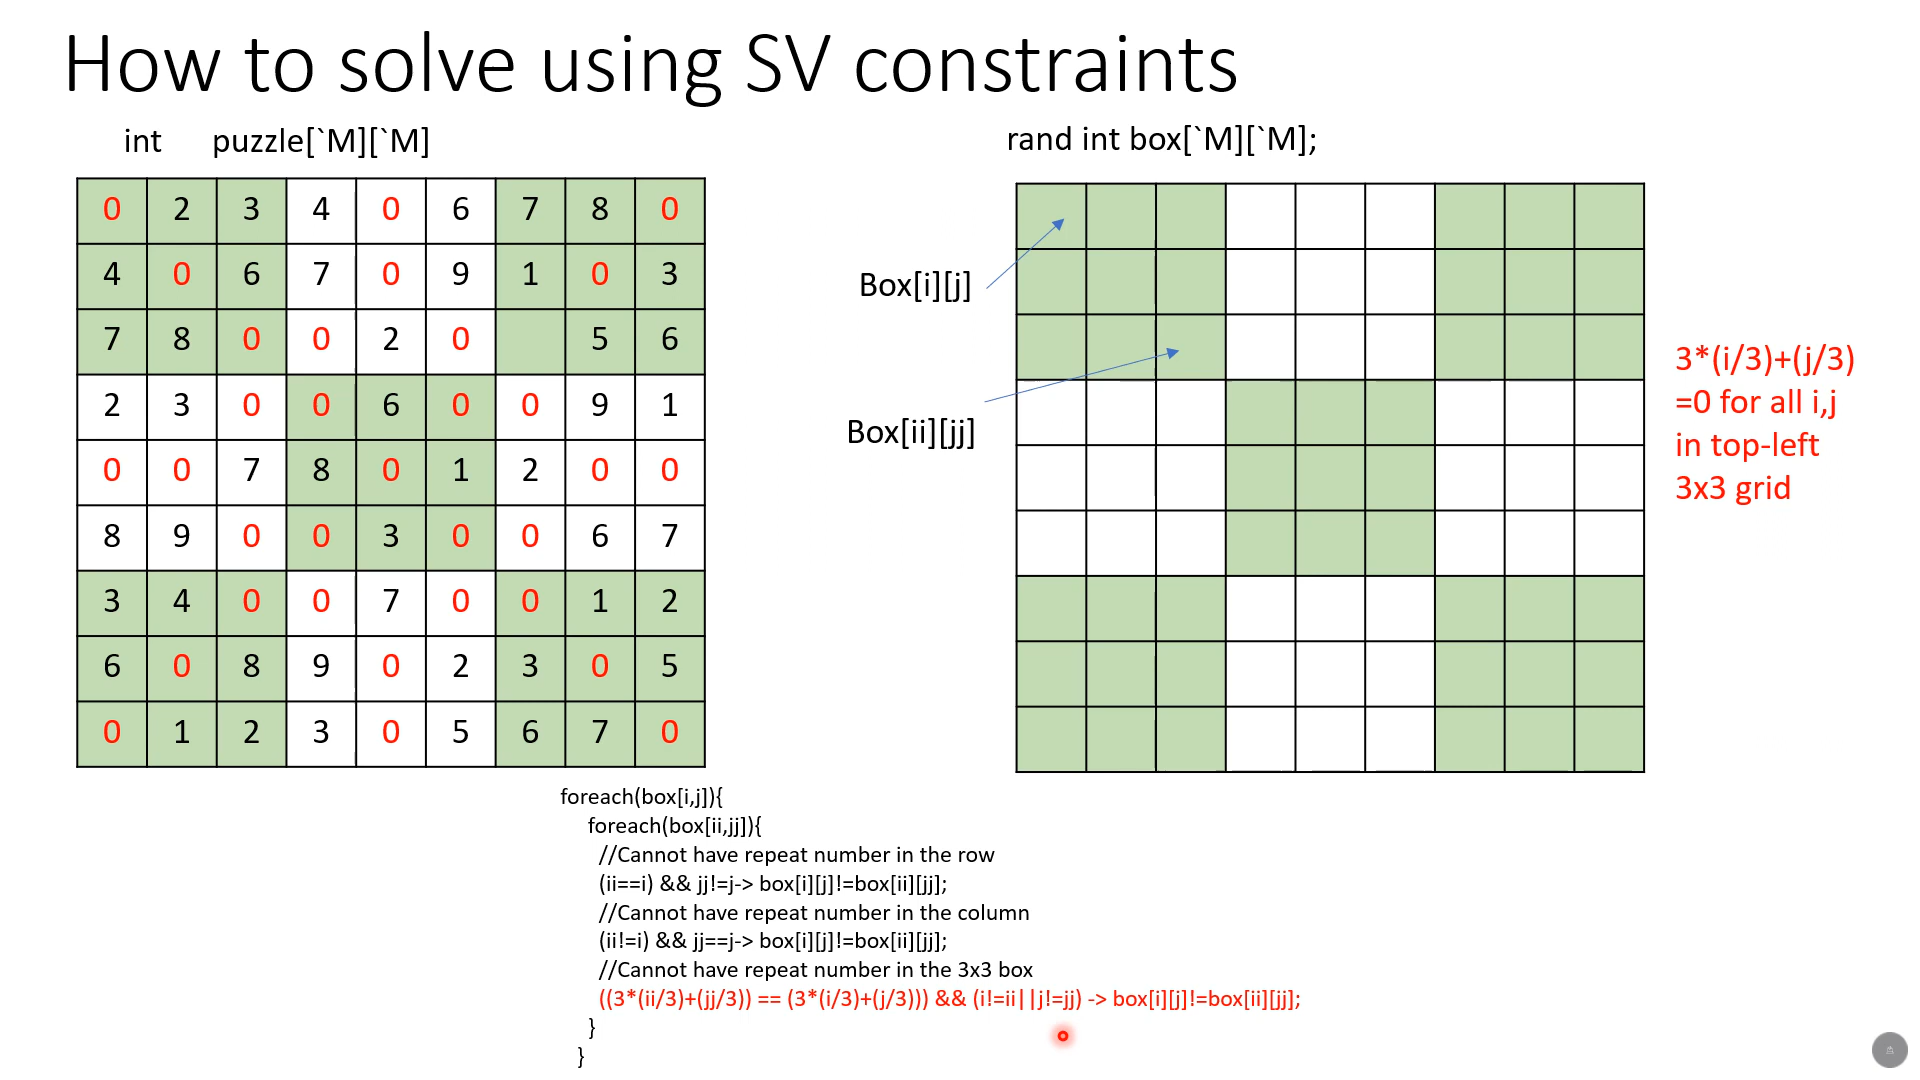 How to solve using SV constraints
int puzzle[`M][`M]
rand int box[`M][`M];
0 2 3 4 0 6 7 8 0
4 0 6 7 0 9 1 0 3
7 8 0 0 2 0 5 6
2 3 0 0 6 0 0 9 1
0 0 7 8 0 1 2 0 0
8 9 0 0 3 0 0 6 7
3 4 0 0 7 0 0 1 2
6 0 8 9 0 2 3 0 5
0 1 2 3 0 5 6 7 0
Box[i][j]
Box[ii][jj]
3*(i/3)+(j/3)
=0 for all i,j
in top-left
3x3 grid
foreach(box[i,j]){
foreach(box[ii,jj]){
//Cannot have repeat number in the row
(ii==i) && jj!=j-> box[i][j]!=box[ii][jj];
//Cannot have repeat number in the column
(ii!=i) && jj==j-> box[i][j]!=box[ii][jj];
//Cannot have repeat number in the 3x3 box
((3*(ii/3)+(jj/3)) == (3*(i/3)+(j/3))) && (i!=ii||j!=jj) -> box[i][j]!=box[ii][jj];
}
}